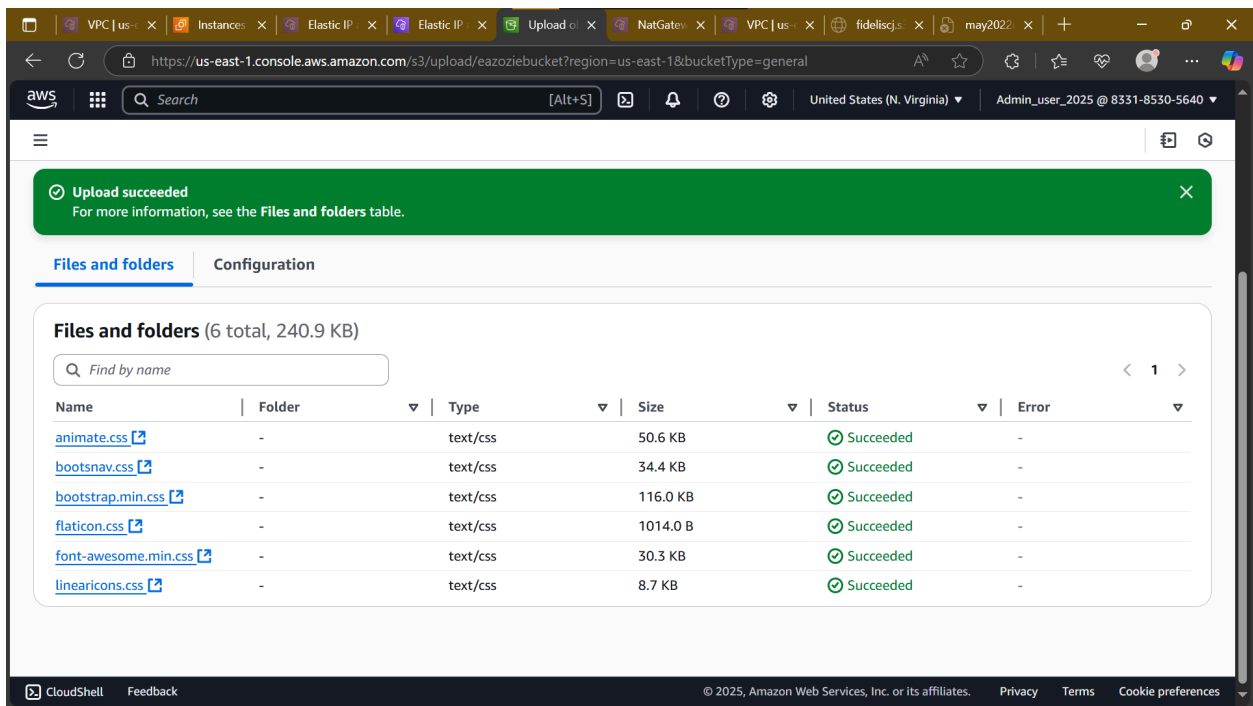 VPC | us-e
Instances
Elastic IP
Elastic IP
Upload ob
NatGatew
VPC | us-e
fideliscj.s
may2022-
https://us-east-1.console.aws.amazon.com/s3/upload/eazoziebucket?region=us-east-1&bucketType=general
aws
Search
[Alt+S]
United States (N. Virginia)
Admin_user_2025 @ 8331-8530-5640
Upload succeeded
For more information, see the Files and folders table.
Files and folders
Configuration
Files and folders (6 total, 240.9 KB)
Find by name
1
Name Folder Type Size Status Error
animate.css - text/css 50.6 KB Succeeded -
bootsnav.css - text/css 34.4 KB Succeeded -
bootstrap.min.css - text/css 116.0 KB Succeeded -
flaticon.css - text/css 1014.0 B Succeeded -
font-awesome.min.css - text/css 30.3 KB Succeeded -
linearicons.css - text/css 8.7 KB Succeeded -
CloudShell Feedback © 2025, Amazon Web Services, Inc. or its affiliates. Privacy Terms Cookie preferences